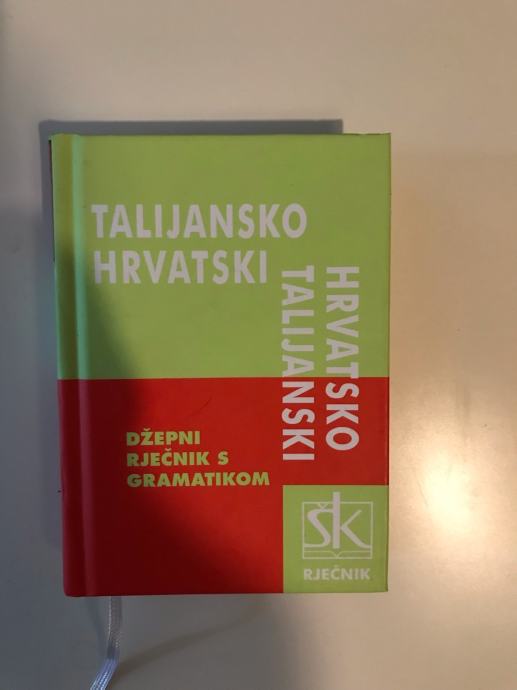 TALIJANSKO
HRVATSKI
HRVATSKO
TALIJANSKI
DŽEPNI
RJEČNIK S
GRAMATIKOM
šk
RJEČNIK